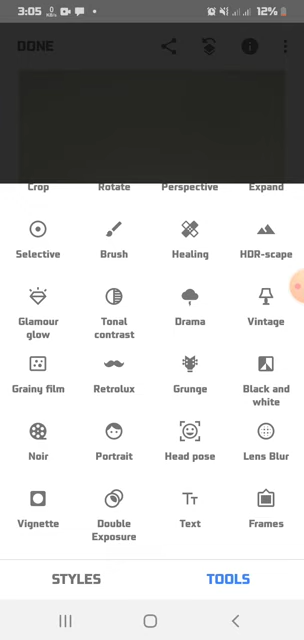 3:05 0 KB/s 12%
DONE
Crop Rotate Perspective Expand
Selective Brush Healing HDR-scape
Glamour glow Tonal contrast Drama Vintage
Grainy film Retrolux Grunge Black and white
Noir Portrait Head pose Lens Blur
Vignette Double Exposure Text Frames
STYLES TOOLS